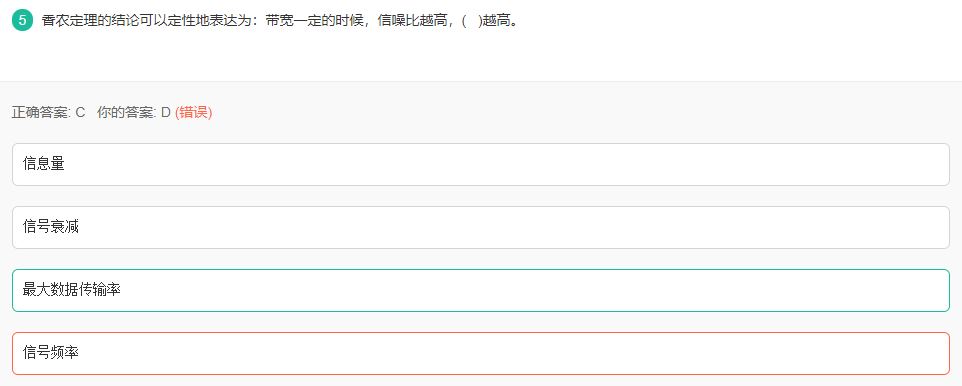 5 香农定理的结论可以定性地表达为：带宽一定的时候，信噪比越高，( )越高。
正确答案: C 你的答案: D (错误)
信息量
信号衰减
最大数据传输率
信号频率